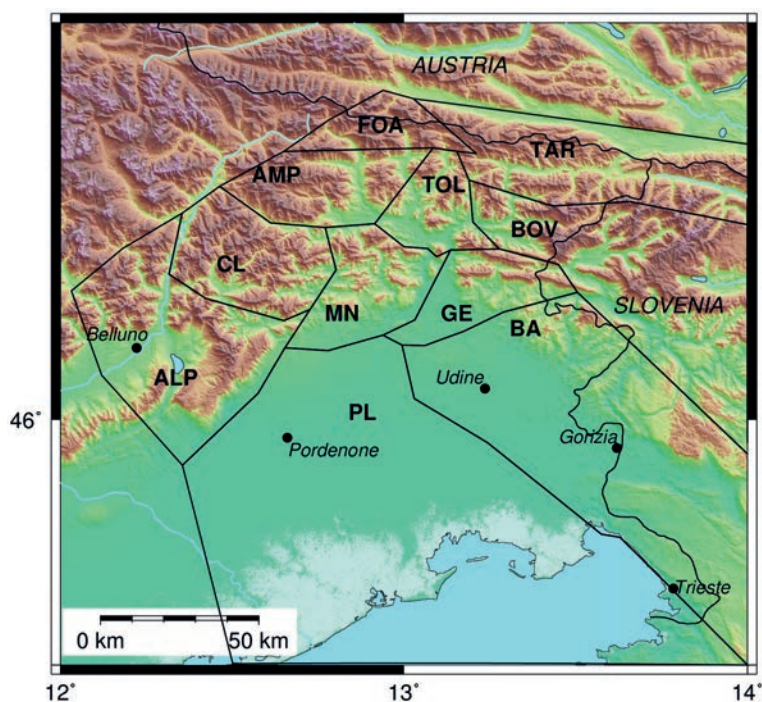 AUSTRIA
FOA
TAR
AMP
TOL
BOV
CL
SLOVENIA
MN
GE
BA
Belluno
ALP
Udine
46°
PL
Gorizia
Pordenone
Trieste
0 km 50 km
12° 13° 14°